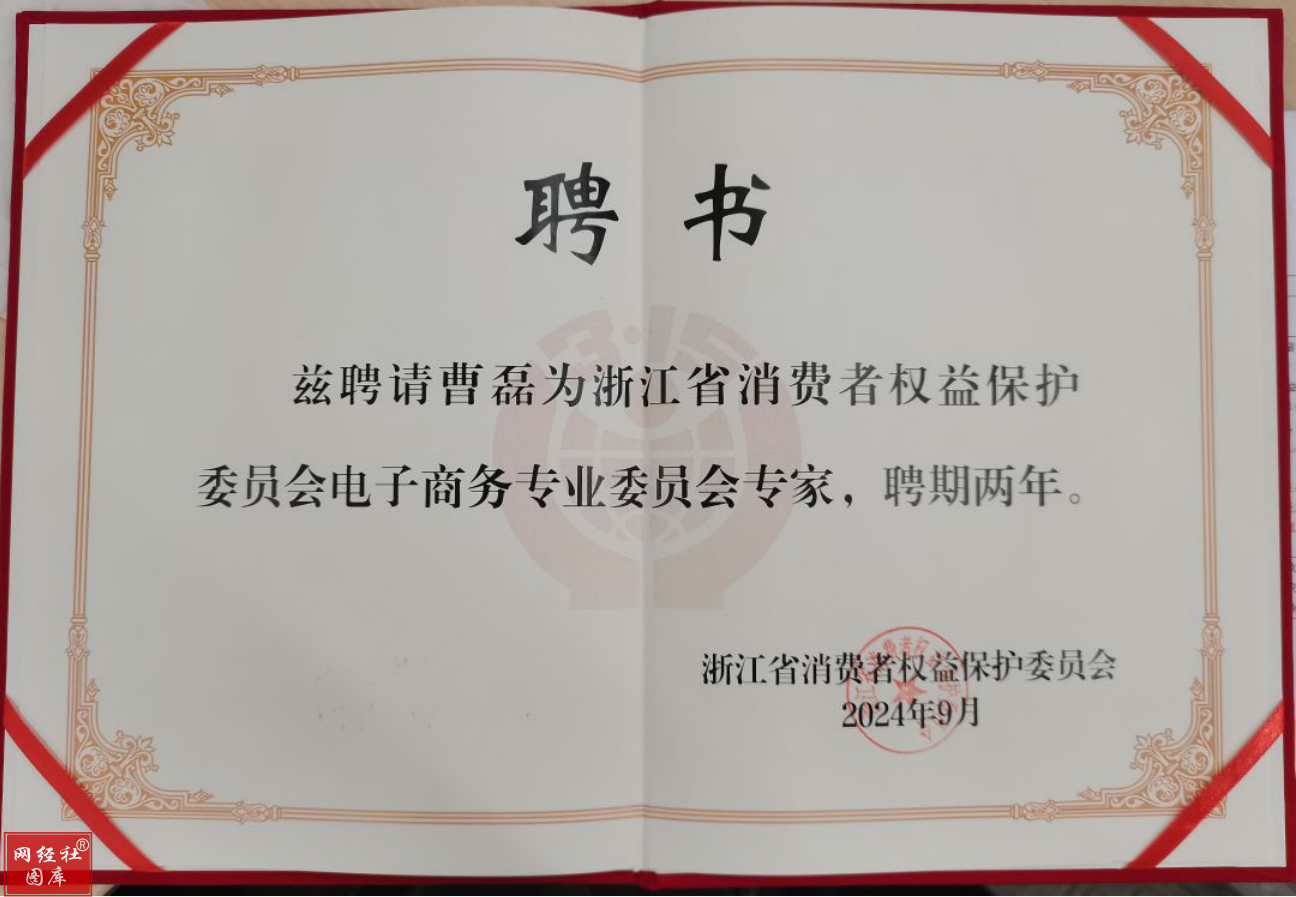 聘书
3·15
兹聘请曹磊为浙江省消费者权益保护
委员会电子商务专业委员会专家，聘期两年。
浙江省消费者权益保护委员会
2024年9月
网经社®
图库